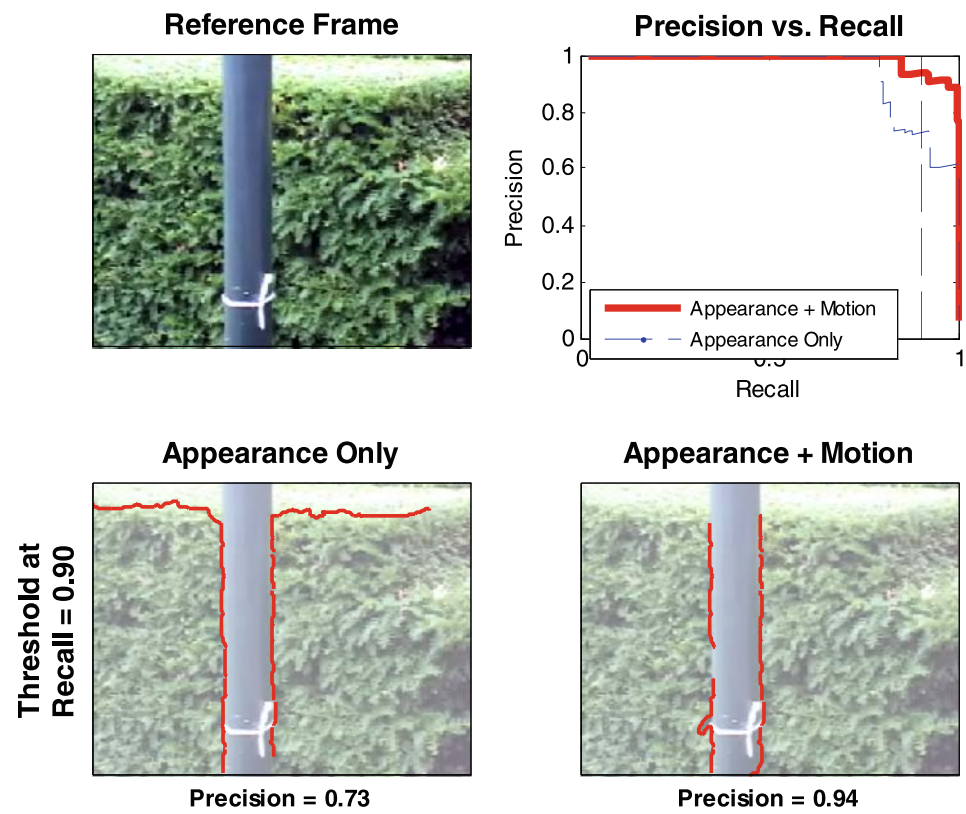 Reference Frame
Precision vs. Recall
1
0.8
0.6
0.4
0.2
0
Precision
Appearance + Motion
Appearance Only
0
0.5
1
Recall
Appearance Only
Appearance + Motion
Threshold at
Recall = 0.90
Precision = 0.73
Precision = 0.94